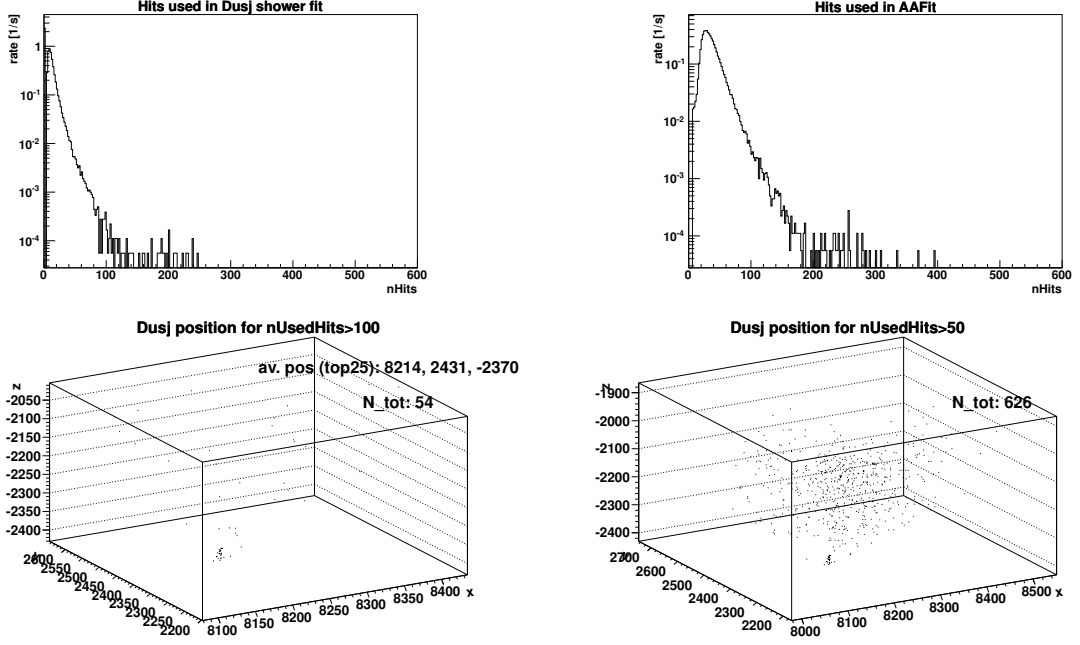 Hits used in Dusj shower fit
rate [1/s]
1
10-1
10-2
10-3
10-4
0 100 200 300 400 500 600
nHits
Hits used in AAFit
rate [1/s]
10-1
10-2
10-3
10-4
0 100 200 300 400 500 600
nHits
Dusj position for nUsedHits>100
av. pos (top25): 8214, 2431, -2370
N_tot: 54
z
-2050
-2100
-2150
-2200
-2250
-2300
-2350
-2400
2600
2550
2500
2450
2400
2350
2300
2250
2200
8100 8150 8200 8250 8300 8350 8400 x
Dusj position for nUsedHits>50
N_tot: 626
z
-1900
-2000
-2100
-2200
-2300
-2400
2700
2600
2500
2400
2300
2200
8000 8100 8200 8300 8400 8500 x